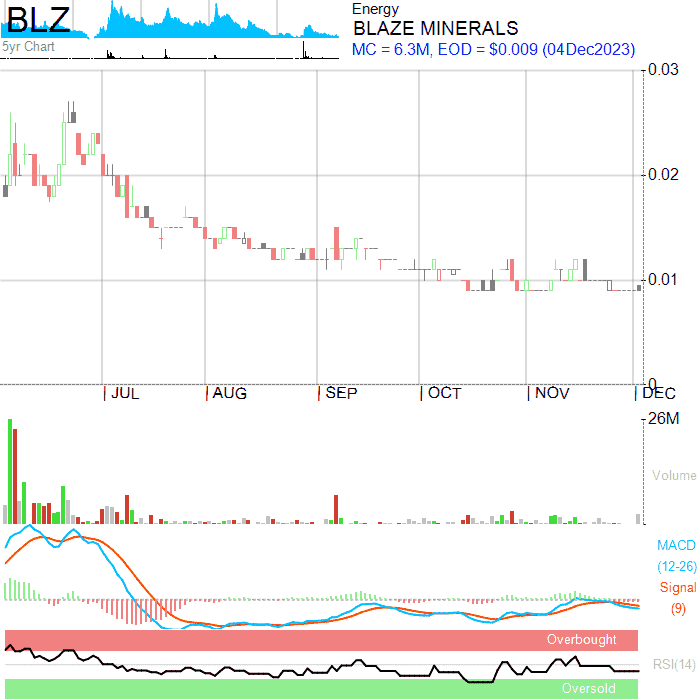 BLZ
5yr Chart
Energy
BLAZE MINERALS
MC = 6.3M, EOD = $0.009 (04Dec2023)
0.03
0.02
0.01
0
JUL AUG SEP OCT NOV DEC
26M
Volume
MACD
(12-26)
Signal
(9)
Overbought
RSI(14)
Oversold